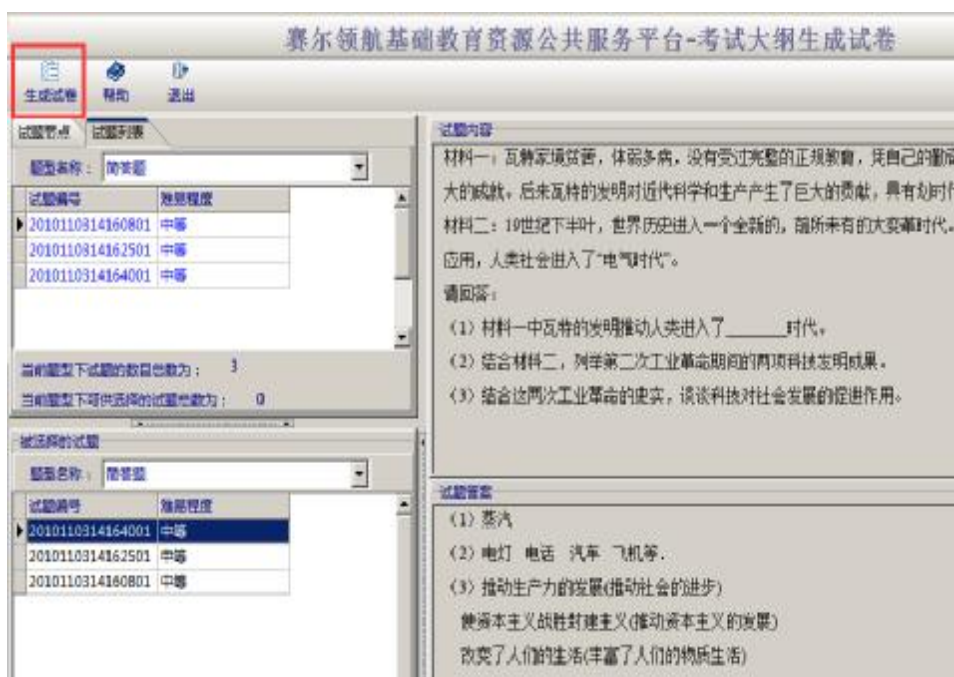 赛尔领航基础教育资源公共服务平台-考试大纲生成试卷
生成试卷 帮助 退出
试题节点 试题列表
题型名称： 简答题
试题编号 难易程度
2010110314160801 中等
2010110314162501 中等
2010110314164001 中等
当前题型下试题的数目总数为： 3
当前题型下可供选择的试题总数为： 0
被选择的试题
题型名称： 简答题
试题编号 难易程度
2010110314164001 中等
2010110314162501 中等
2010110314160801 中等
试题内容
材料一：瓦特家境贫苦，体弱多病，没有受过完整的正规教育，凭自己的勤奋
大的成就。后来瓦特的发明对近代科学和生产产生了巨大的贡献，具有划时代
材料二：19世纪下半叶，世界历史进入一个全新的，前所未有的大变革时代。
应用，人类社会进入了“电气时代”。
请回答：
（1）材料一中瓦特的发明推动人类进入了______时代。
（2）结合材料二，列举第二次工业革命期间的两项科技发明成果。
（3）结合这两次工业革命的史实，谈谈科技对社会发展的促进作用。
试题答案
（1）蒸汽
（2）电灯 电话 汽车 飞机等.
（3）推动生产力的发展(推动社会的进步)
使资本主义战胜封建主义(推动资本主义的发展)
改变了人们的生活(丰富了人们的物质生活)